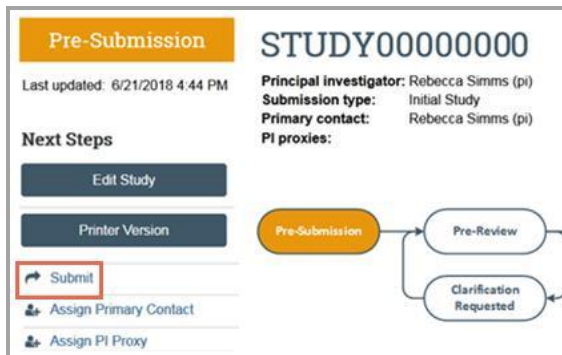 Pre-Submission
Last updated: 6/21/2018 4:44 PM
Next Steps
Edit Study
Printer Version
Submit
Assign Primary Contact
Assign PI Proxy
STUDY00000000
Principal investigator: Rebecca Simms (pi)
Submission type: Initial Study
Primary contact: Rebecca Simms (pi)
PI proxies:
Pre-Submission
Pre-Review
Clarification
Requested